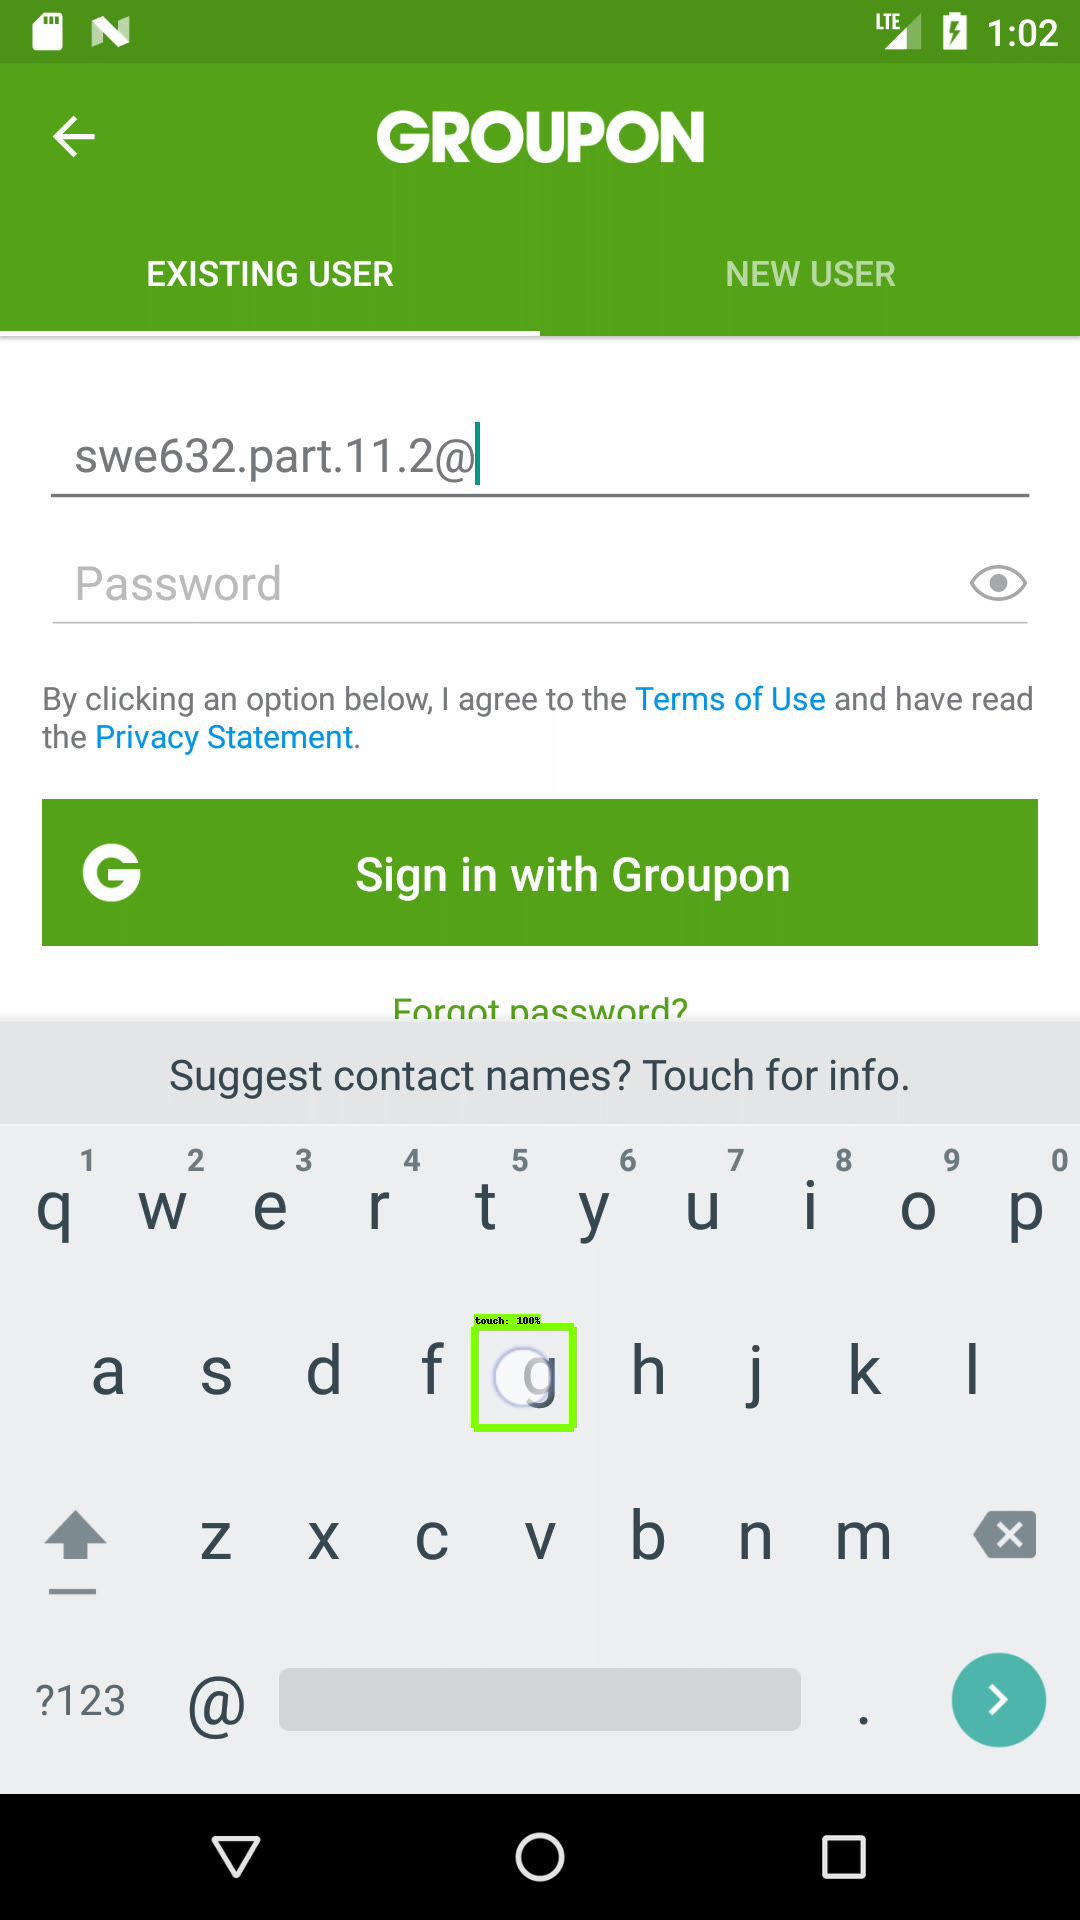 LTE 1:02
GROUPON
EXISTING USER NEW USER
swe632.part.11.2@
Password
By clicking an option below, I agree to the Terms of Use and have read
the Privacy Statement.
G Sign in with Groupon
Forgot password?
Suggest contact names? Touch for info.
1 2 3 4 5 6 7 8 9 0
q w e r t y u i o p
touch: 100%
a s d f g h j k l
z x c v b n m
?123 @ .